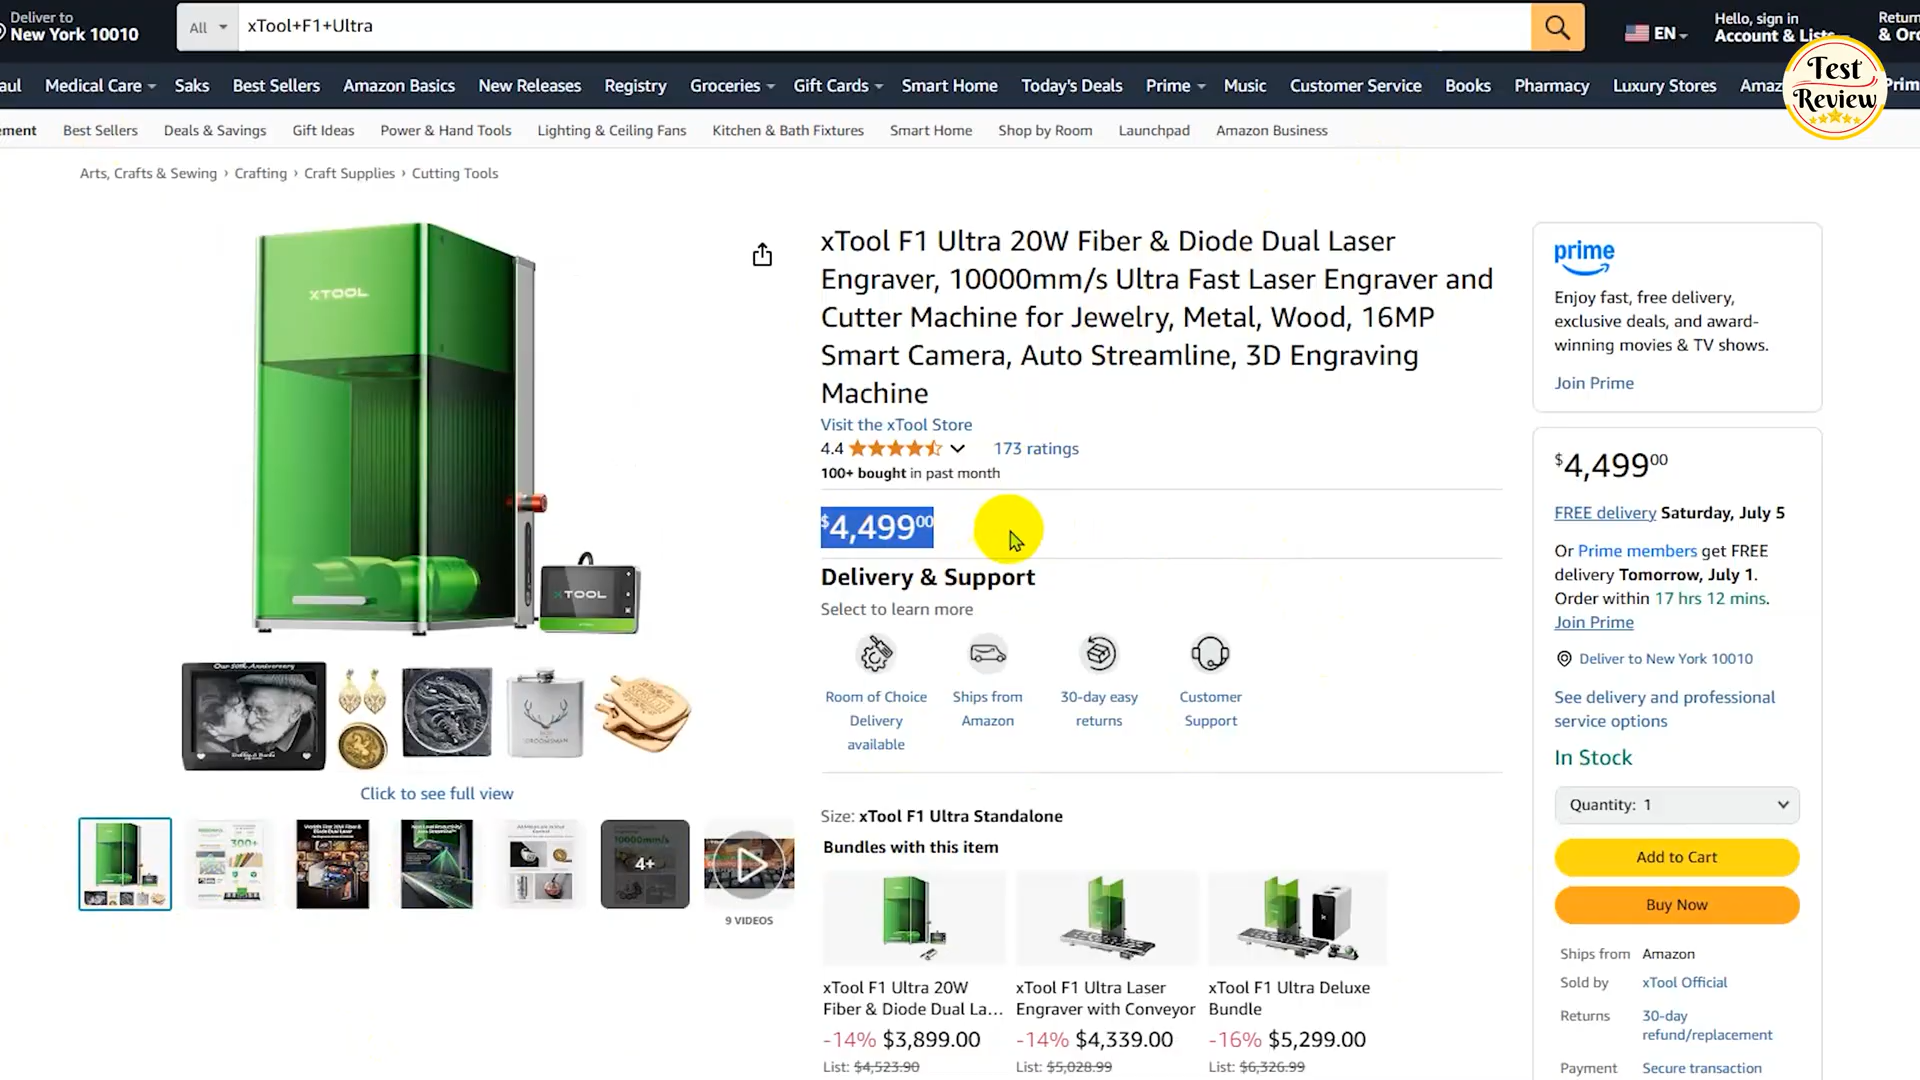 Deliver to
New York 10010
All
xTool+F1+Ultra
EN
Hello, sign in
Account & Lists
& Or
Test
Review
aul Medical Care Saks Best Sellers Amazon Basics New Releases Registry Groceries Gift Cards Smart Home Today's Deals Prime Music Customer Service Books Pharmacy Luxury Stores Amaz Prim
ement Best Sellers Deals & Savings Gift Ideas Power & Hand Tools Lighting & Ceiling Fans Kitchen & Bath Fixtures Smart Home Shop by Room Launchpad Amazon Business
Arts, Crafts & Sewing › Crafting › Craft Supplies › Cutting Tools
XTOOL
XTOOL
Our 50th Anniversary
GROOMSMAN
Click to see full view
300+
10000mm/s
4+
9 VIDEOS
xTool F1 Ultra 20W Fiber & Diode Dual Laser
Engraver, 10000mm/s Ultra Fast Laser Engraver and
Cutter Machine for Jewelry, Metal, Wood, 16MP
Smart Camera, Auto Streamline, 3D Engraving
Machine
Visit the xTool Store
4.4
173 ratings
100+ bought in past month
$4,49900
Delivery & Support
Select to learn more
Room of Choice
Delivery
available
Ships from
Amazon
30-day easy
returns
Customer
Support
Size: xTool F1 Ultra Standalone
Bundles with this item
xTool F1 Ultra 20W
Fiber & Diode Dual La…
-14% $3,899.00
List: $4,523.90
xTool F1 Ultra Laser
Engraver with Conveyor
-14% $4,339.00
List: $5,028.99
xTool F1 Ultra Deluxe
Bundle
-16% $5,299.00
List: $6,326.99
prime
Enjoy fast, free delivery,
exclusive deals, and award-
winning movies & TV shows.
Join Prime
$4,49900
FREE delivery Saturday, July 5
Or Prime members get FREE
delivery Tomorrow, July 1.
Order within 17 hrs 12 mins.
Join Prime
Deliver to New York 10010
See delivery and professional
service options
In Stock
Quantity: 1
Add to Cart
Buy Now
Ships from Amazon
Sold by xTool Official
Returns 30-day
refund/replacement
Payment Secure transaction